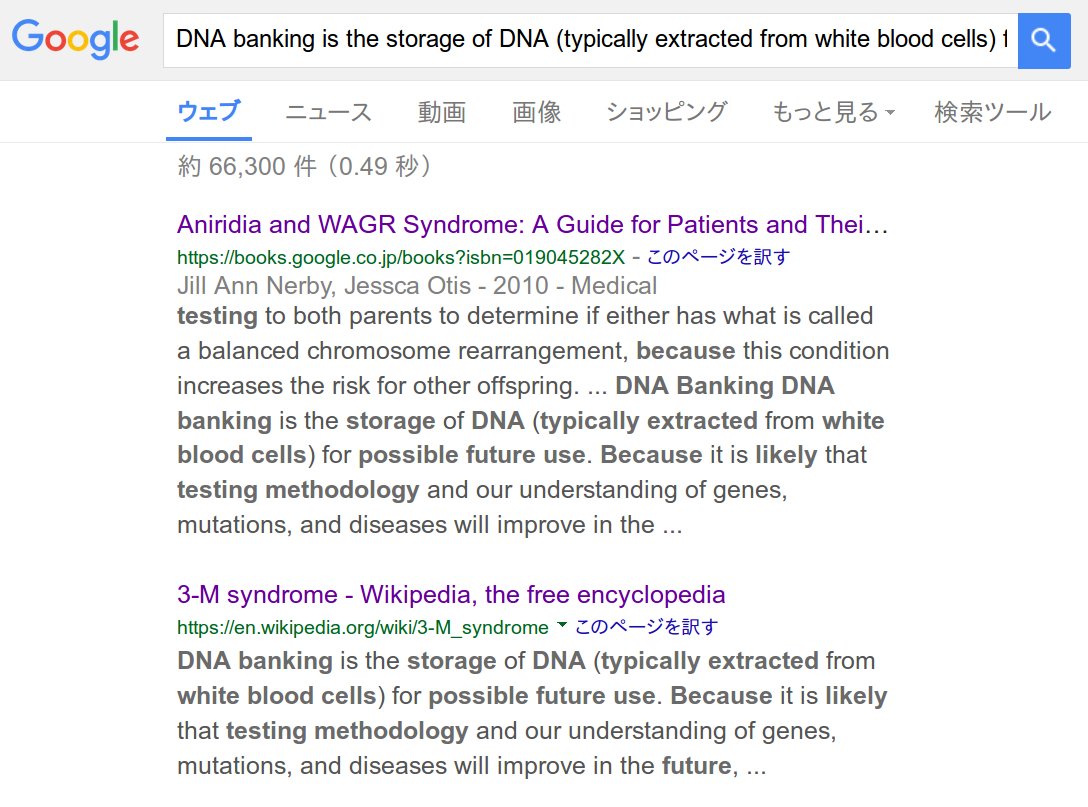 Google
DNA banking is the storage of DNA (typically extracted from white blood cells)
ウェブ ニュース 動画 画像 ショッピング もっと見る 検索ツール
約 66,300 件（0.49 秒）
Aniridia and WAGR Syndrome: A Guide for Patients and Thei...
https://books.google.co.jp/books?isbn=019045282X - このページを訳す
Jill Ann Nerby, Jessca Otis - 2010 - Medical
testing to both parents to determine if either has what is called
a balanced chromosome rearrangement, because this condition
increases the risk for other offspring. ... DNA Banking DNA
banking is the storage of DNA (typically extracted from white
blood cells) for possible future use. Because it is likely that
testing methodology and our understanding of genes,
mutations, and diseases will improve in the ...
3-M syndrome - Wikipedia, the free encyclopedia
https://en.wikipedia.org/wiki/3-M_syndrome このページを訳す
DNA banking is the storage of DNA (typically extracted from
white blood cells) for possible future use. Because it is likely
that testing methodology and our understanding of genes,
mutations, and diseases will improve in the future, ...